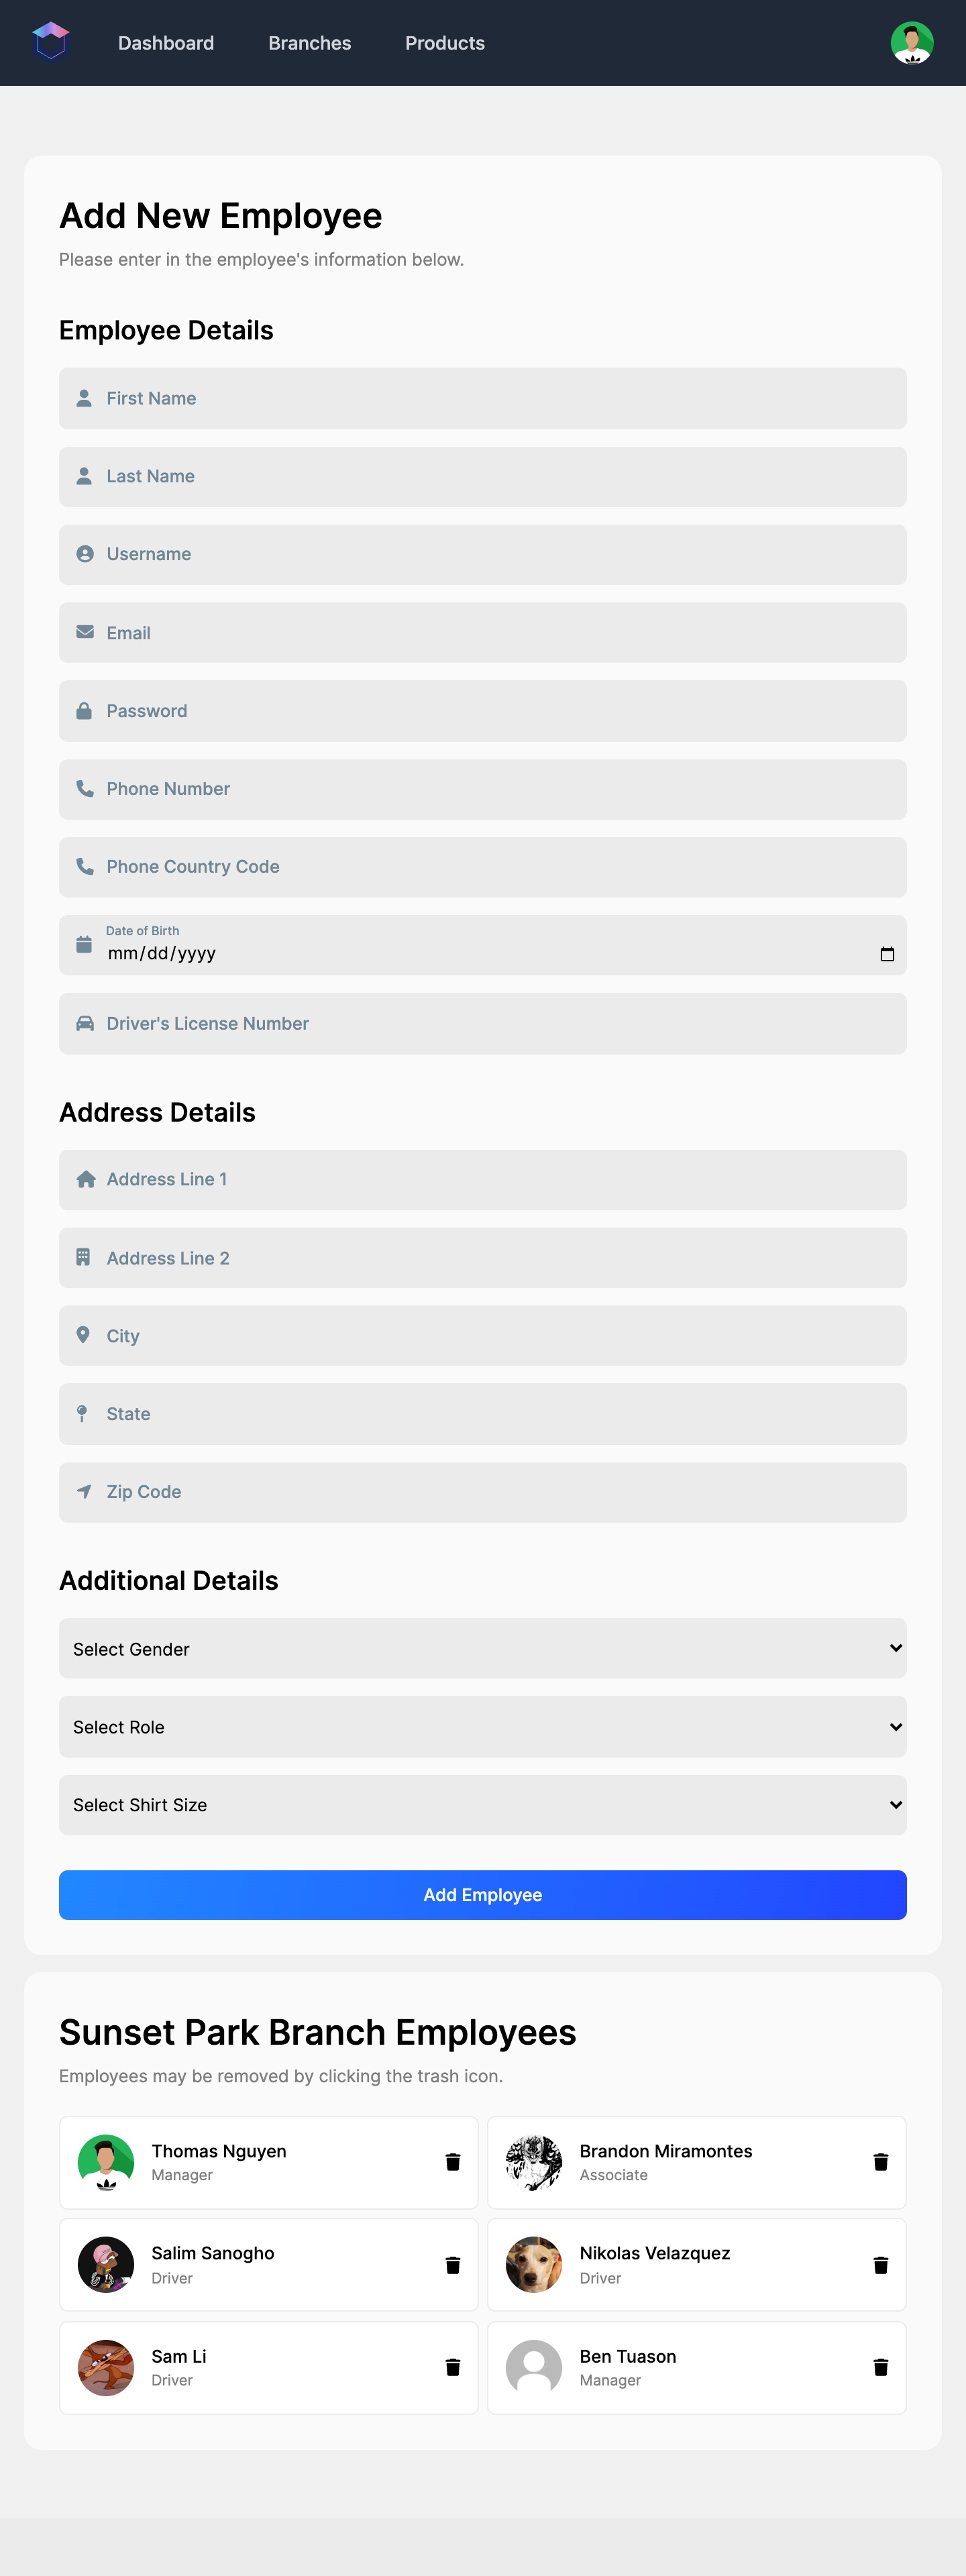 Dashboard Branches Products
Add New Employee
Please enter in the employee's information below.
Employee Details
First Name
Last Name
Username
Email
Password
Phone Number
Phone Country Code
Date of Birth
mm/dd/yyyy
Driver's License Number
Address Details
Address Line 1
Address Line 2
City
State
Zip Code
Additional Details
Select Gender
Select Role
Select Shirt Size
Add Employee
Sunset Park Branch Employees
Employees may be removed by clicking the trash icon.
Thomas Nguyen
Manager
Brandon Miramontes
Associate
Salim Sanogho
Driver
Nikolas Velazquez
Driver
Sam Li
Driver
Ben Tuason
Manager